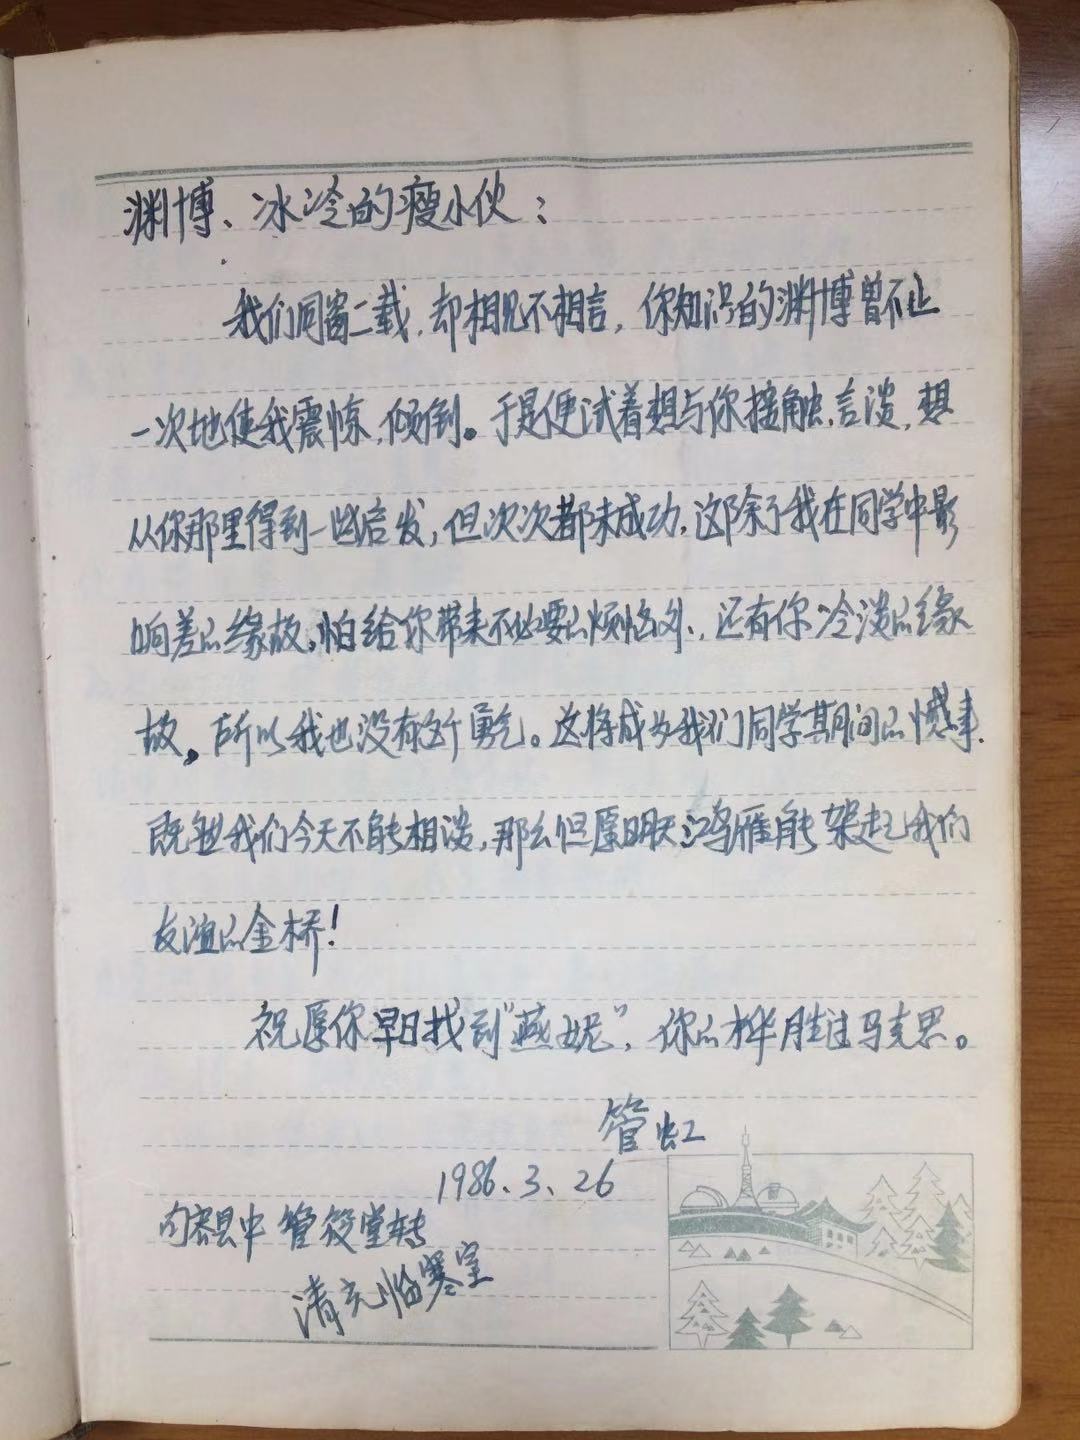 渊博、冰冷的瘦小伙：
我们同窗二载，却相见不相言，你知识的渊博曾不止
一次地使我震惊，倾倒。于是便试着想与你接触，言谈，想
从你那里得到一些启发，但次次都未成功，这除了我在同学中影
响差的缘故，怕给你带来不必要的烦恼外，还有你冷淡的缘
故，所以我也没有这个勇气。这将成为我们同学期间的憾事，
既然我们今天不能相谈，那么但愿明天鸿雁能架起我们
友谊的金桥！
祝愿你早日找到“燕妮”，你的才华胜过马克思。
管虹
1986.3.26
内县中 管筱堂转
请光临寒室